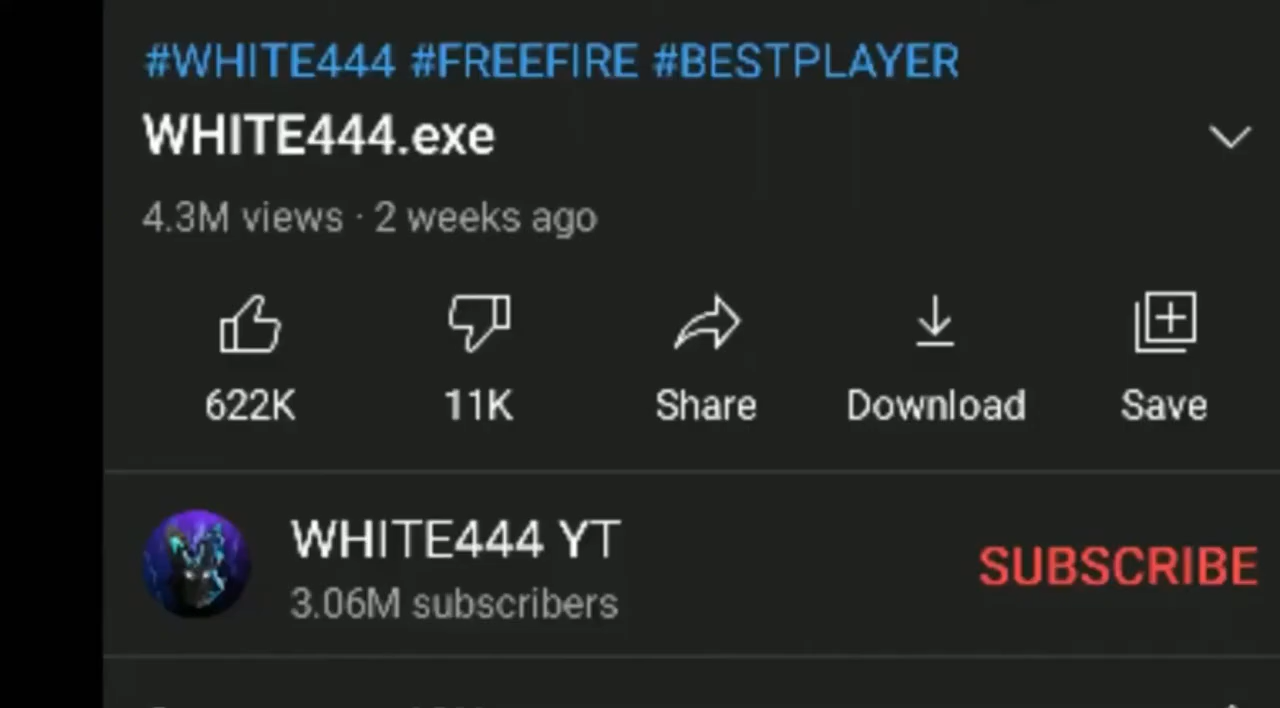 #WHITE444 #FREEFIRE #BESTPLAYER
WHITE444.exe
4.3M views · 2 weeks ago
622K 11K Share Download Save
WHITE444 YT
SUBSCRIBE
3.06M subscribers